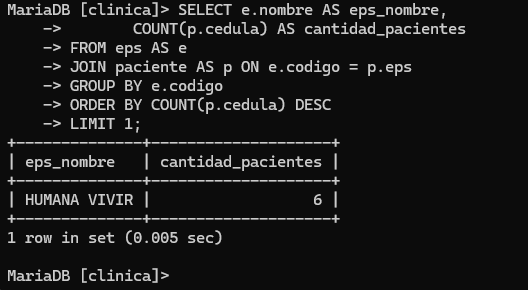 MariaDB [clinica]> SELECT e.nombre AS eps_nombre,
    ->        COUNT(p.cedula) AS cantidad_pacientes
    -> FROM eps AS e
    -> JOIN paciente AS p ON e.codigo = p.eps
    -> GROUP BY e.codigo
    -> ORDER BY COUNT(p.cedula) DESC
    -> LIMIT 1;
+--------------+--------------------+
| eps_nombre   | cantidad_pacientes |
+--------------+--------------------+
| HUMANA VIVIR |                  6 |
+--------------+--------------------+
1 row in set (0.005 sec)
MariaDB [clinica]>